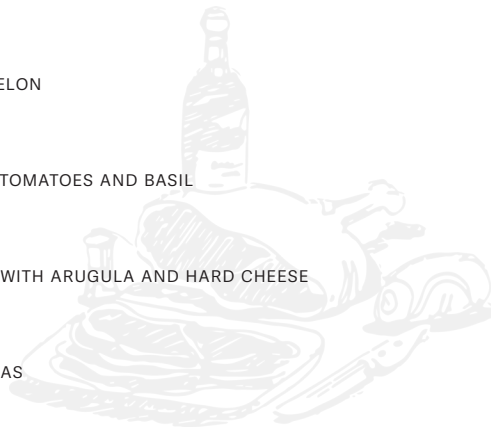 ELON
TOMATOES AND BASIL
WITH ARUGULA AND HARD CHEESE
AS